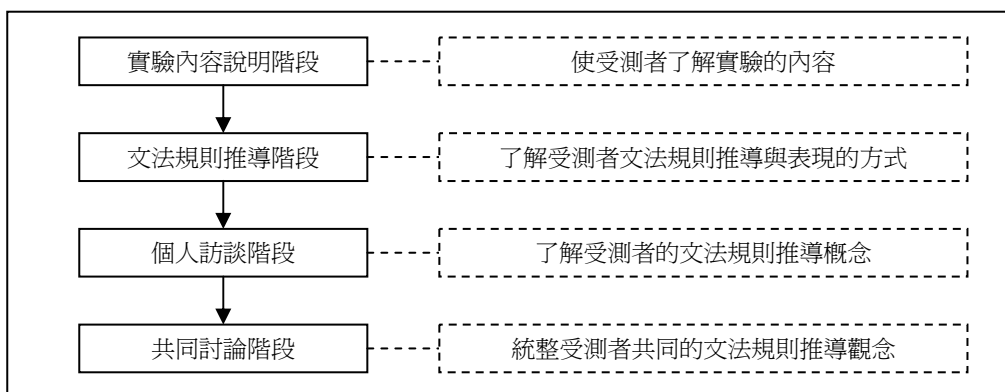 實驗內容說明階段
使受測者了解實驗的內容
文法規則推導階段
了解受測者文法規則推導與表現的方式
個人訪談階段
了解受測者的文法規則推導概念
共同討論階段
統整受測者共同的文法規則推導觀念